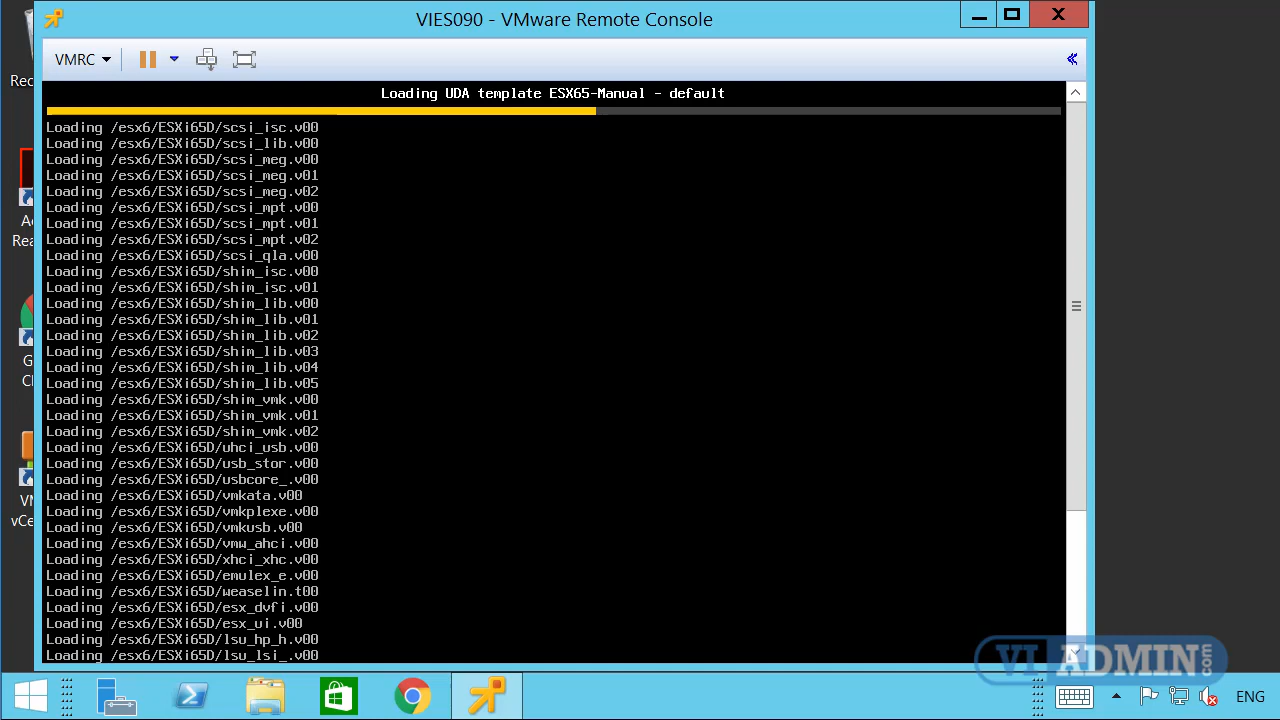 VIES090 - VMware Remote Console
VMRC
Loading UDA template ESX65-Manual - default
Loading /esx6/ESXi65D/scsi_isc.v00
Loading /esx6/ESXi65D/scsi_lib.v00
Loading /esx6/ESXi65D/scsi_meg.v00
Loading /esx6/ESXi65D/scsi_meg.v01
Loading /esx6/ESXi65D/scsi_meg.v02
Loading /esx6/ESXi65D/scsi_mpt.v00
Loading /esx6/ESXi65D/scsi_mpt.v01
Loading /esx6/ESXi65D/scsi_mpt.v02
Loading /esx6/ESXi65D/scsi_qla.v00
Loading /esx6/ESXi65D/shim_isc.v00
Loading /esx6/ESXi65D/shim_isc.v01
Loading /esx6/ESXi65D/shim_lib.v00
Loading /esx6/ESXi65D/shim_lib.v01
Loading /esx6/ESXi65D/shim_lib.v02
Loading /esx6/ESXi65D/shim_lib.v03
Loading /esx6/ESXi65D/shim_lib.v04
Loading /esx6/ESXi65D/shim_lib.v05
Loading /esx6/ESXi65D/shim_vmk.v00
Loading /esx6/ESXi65D/shim_vmk.v01
Loading /esx6/ESXi65D/shim_vmk.v02
Loading /esx6/ESXi65D/uhci_usb.v00
Loading /esx6/ESXi65D/usb_stor.v00
Loading /esx6/ESXi65D/usbcore_.v00
Loading /esx6/ESXi65D/vmkata.v00
Loading /esx6/ESXi65D/vmkplexe.v00
Loading /esx6/ESXi65D/vmkusb.v00
Loading /esx6/ESXi65D/vmw_ahci.v00
Loading /esx6/ESXi65D/xhci_xhc.v00
Loading /esx6/ESXi65D/emulex_e.v00
Loading /esx6/ESXi65D/weaselin.t00
Loading /esx6/ESXi65D/esx_dvfi.v00
Loading /esx6/ESXi65D/esx_ui.v00
Loading /esx6/ESXi65D/lsu_hp_h.v00
Loading /esx6/ESXi65D/lsu_lsi_.v00
Rec
Ac
Rea
G
Cl
VM
vCe
VI ADMIN.com
ENG